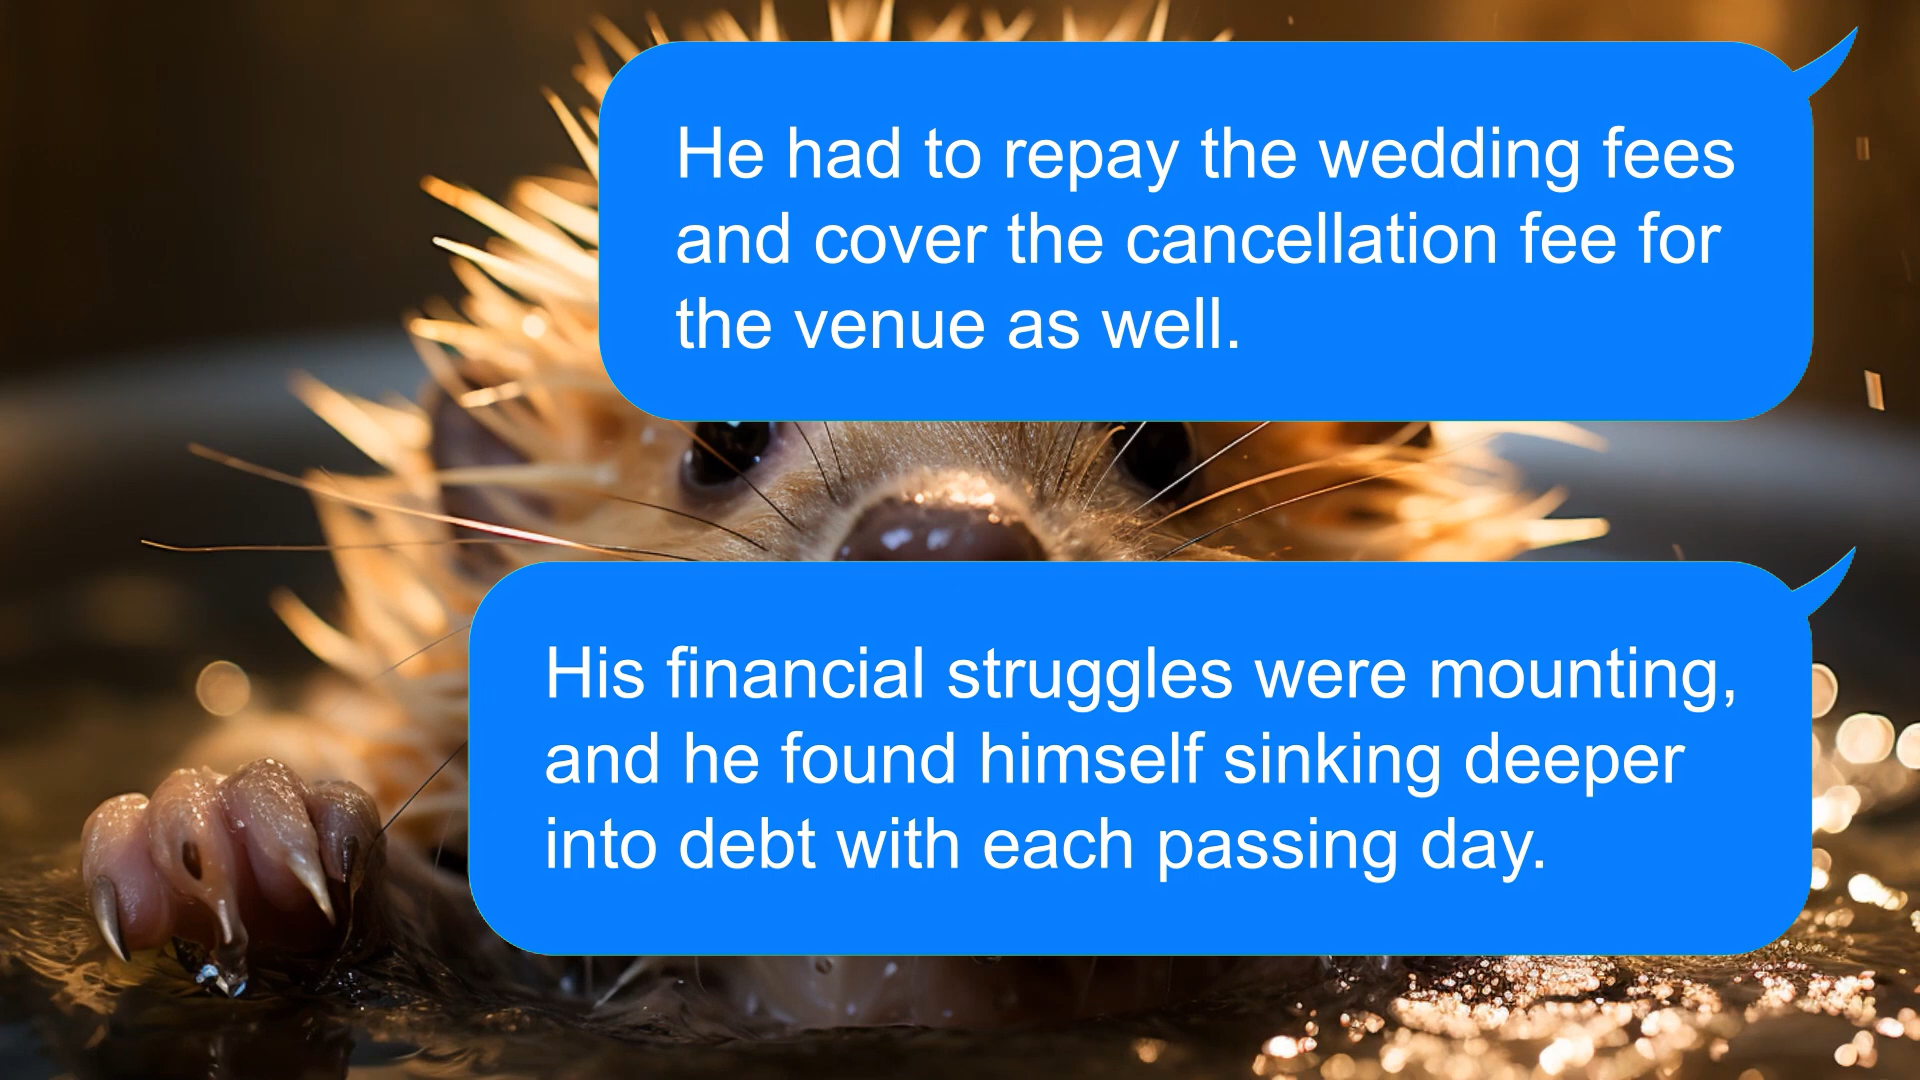 He had to repay the wedding fees
and cover the cancellation fee for
the venue as well.
His financial struggles were mounting,
and he found himself sinking deeper
into debt with each passing day.